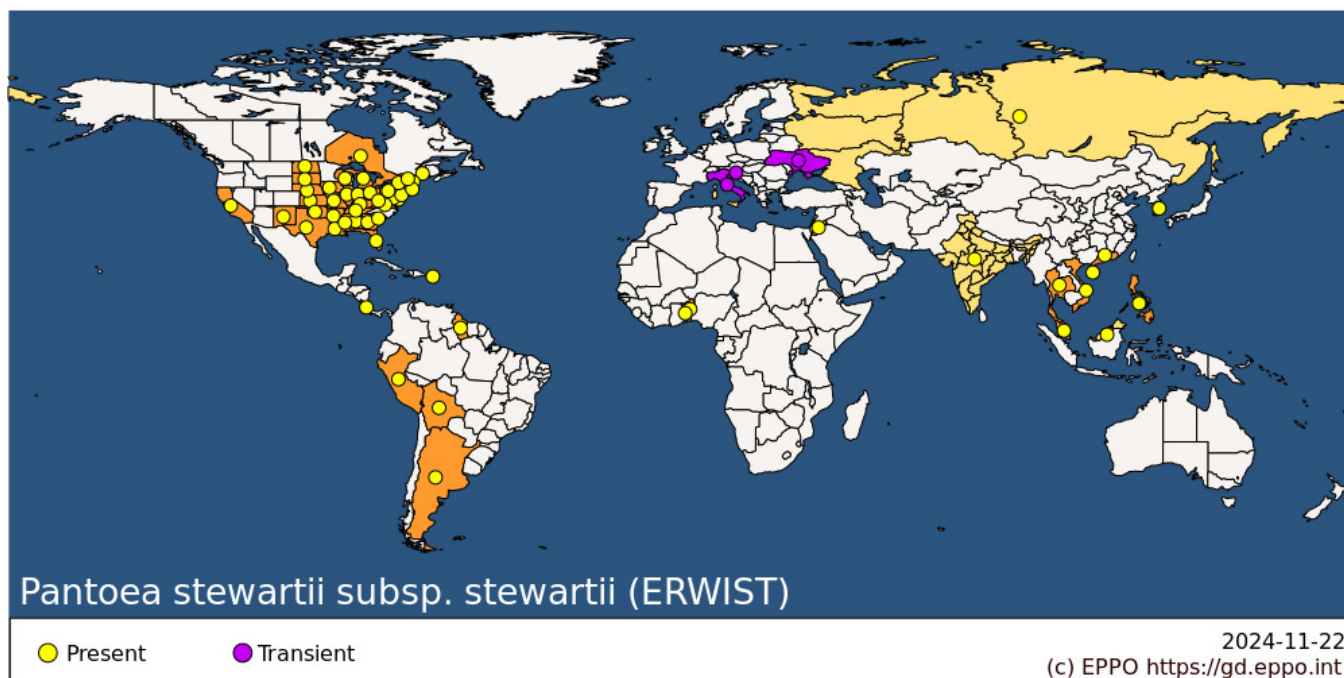 Pantoea stewartii subsp. stewartii (ERWIST)
Present
Transient
2024-11-22
(c) EPPO https://gd.eppo.int